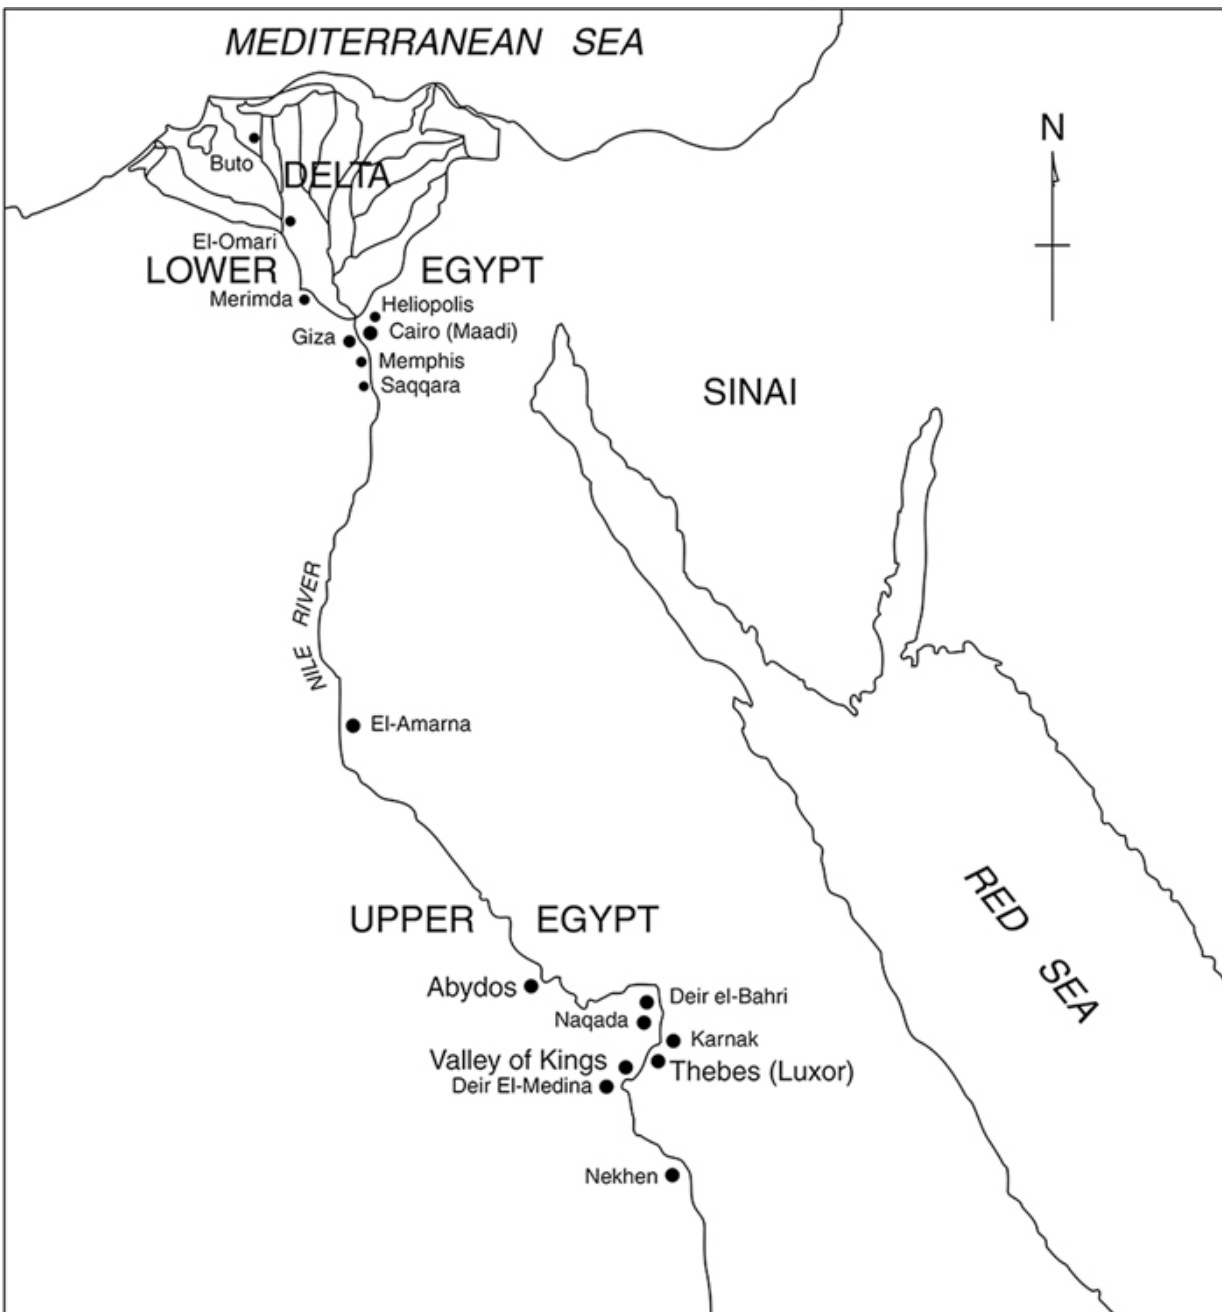 MEDITERRANEAN SEA
N
Buto
DELTA
El-Omari
LOWER EGYPT
Merimda
Heliopolis
Giza
Cairo (Maadi)
Memphis
Saqqara
SINAI
NILE RIVER
El-Amarna
RED SEA
UPPER EGYPT
Abydos
Deir el-Bahri
Naqada
Karnak
Valley of Kings
Thebes (Luxor)
Deir El-Medina
Nekhen